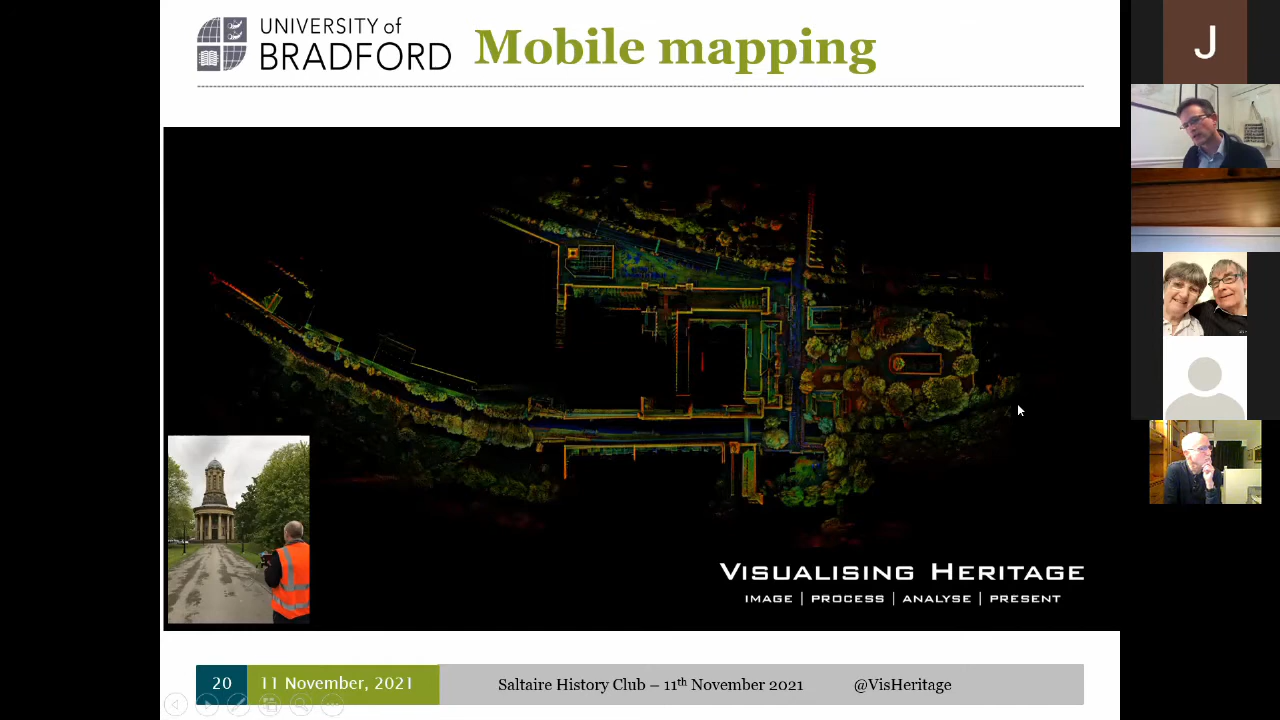 UNIVERSITY of
BRADFORD
Mobile mapping
J
VISUALISING HERITAGE
IMAGE | PROCESS | ANALYSE | PRESENT
20
11 November, 2021
Saltaire History Club – 11th November 2021
@VisHeritage